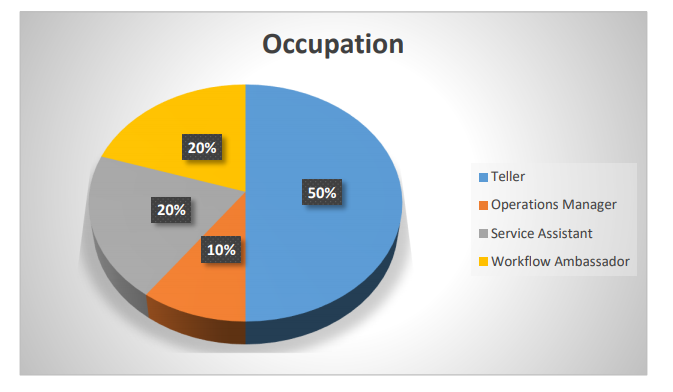 Occupation
20%
50%
20%
10%
Teller
Operations Manager
Service Assistant
Workflow Ambassador